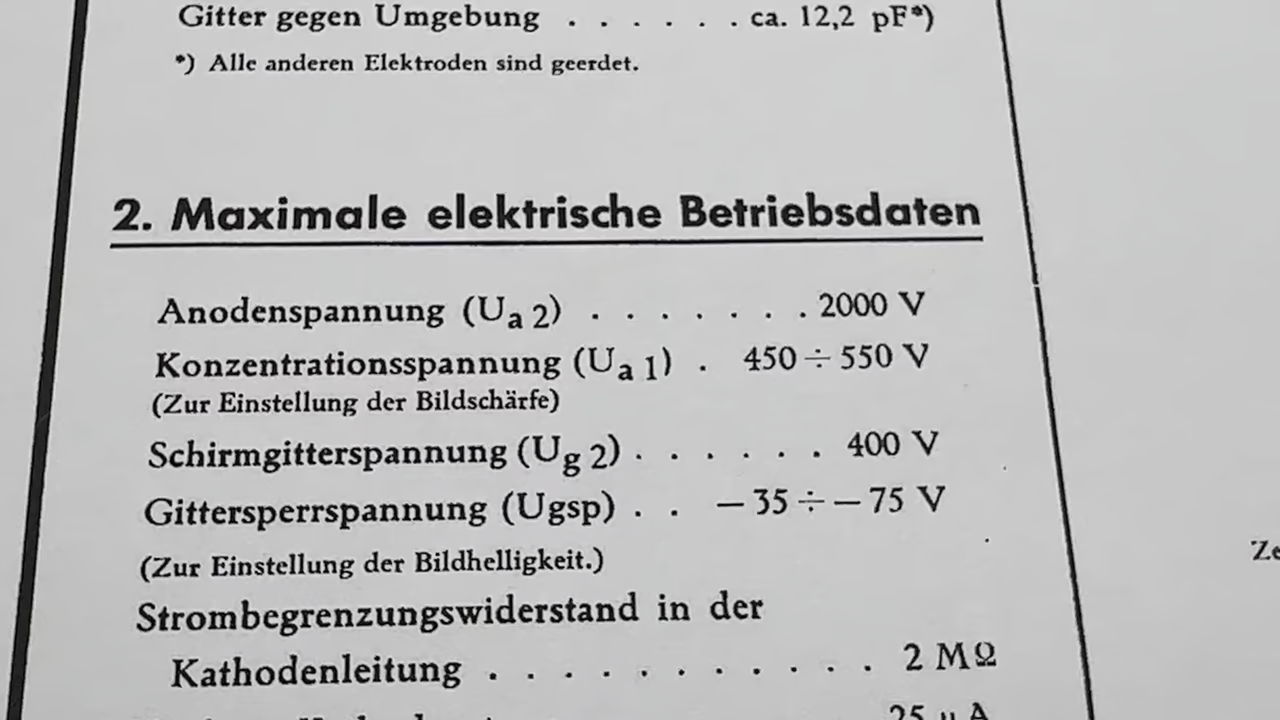 Gitter gegen Umgebung . . . . . . ca. 12,2 pF*)
*) Alle anderen Elektroden sind geerdet.
2. Maximale elektrische Betriebsdaten
Anodenspannung (Ua 2) . . . . . . . 2000 V
Konzentrationsspannung (Ua 1) . 450 ÷ 550 V
(Zur Einstellung der Bildschärfe)
Schirmgitterspannung (Ug 2) . . . . . . 400 V
Gittersperrspannung (Ugsp) . . – 35 ÷ – 75 V
(Zur Einstellung der Bildhelligkeit.)
Strombegrenzungswiderstand in der
Kathodenleitung . . . . . . . . . . . 2 MΩ
25 μA